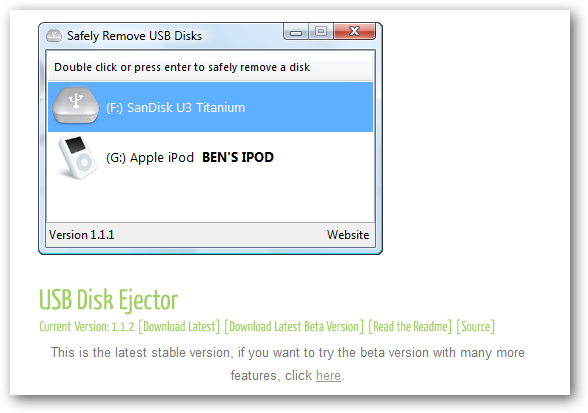 Safely Remove USB Disks
Double click or press enter to safely remove a disk
(F:) SanDisk U3 Titanium
(G:) Apple iPod BEN'S IPOD
Version 1.1.1 Website
USB Disk Ejector
Current Version: 1.1.2 [Download Latest] [Download Latest Beta Version] [Read the Readme] [Source]
This is the latest stable version, if you want to try the beta version with many more
features, click here.